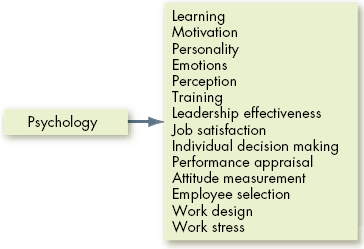 Psychology
Learning
Motivation
Personality
Emotions
Perception
Training
Leadership effectiveness
Job satisfaction
Individual decision making
Performance appraisal
Attitude measurement
Employee selection
Work design
Work stress